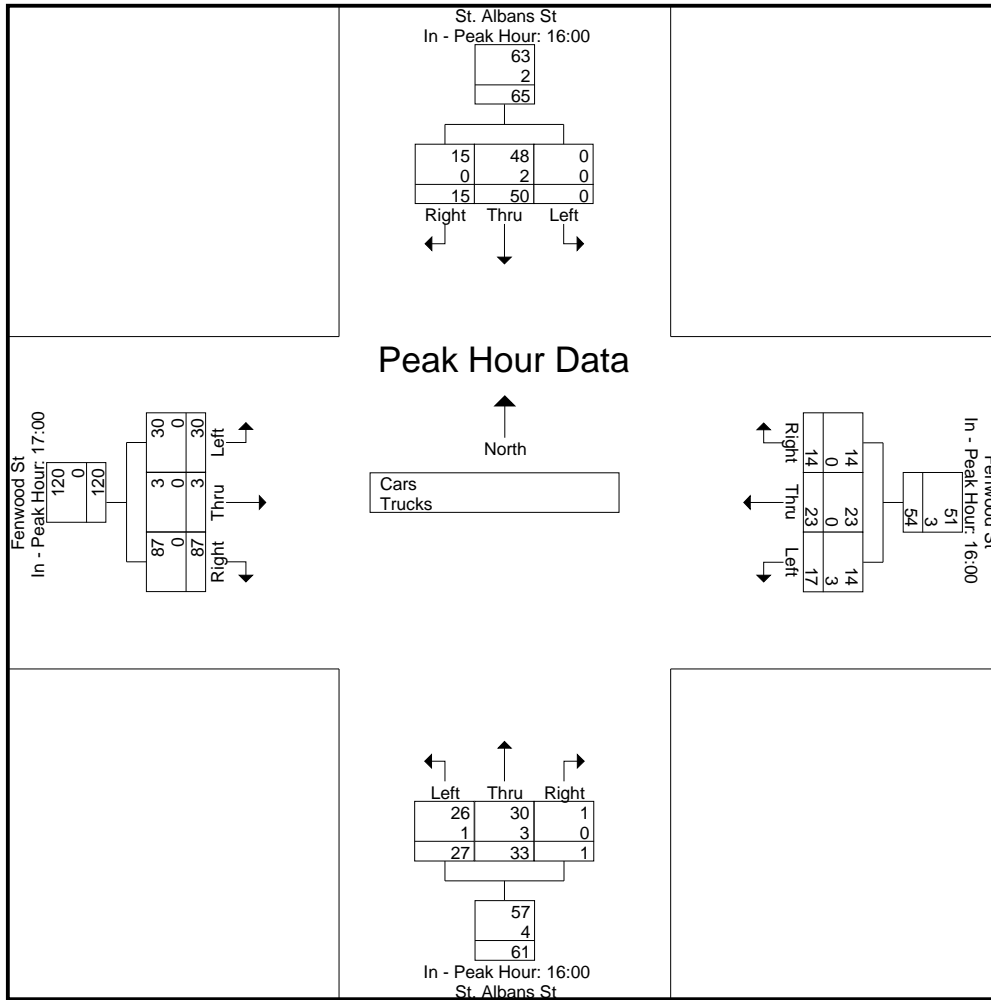 St. Albans St
In - Peak Hour: 16:00
63
2
65
15 48 0
0 2 0
15 50 0
Right Thru Left
Peak Hour Data
North
Cars
Trucks
Fenwood St
In - Peak Hour: 17:00
120
0
120
30 0 30
3 0 3
87 0 87
Left
Thru
Right
Right
Thru
Left
14 0 14
23 0 23
17 3 14
54
3
51
In - Peak Hour: 16:00
Fenwood St
Left Thru Right
26 30 1
1 3 0
27 33 1
57
4
61
In - Peak Hour: 16:00
St. Albans St